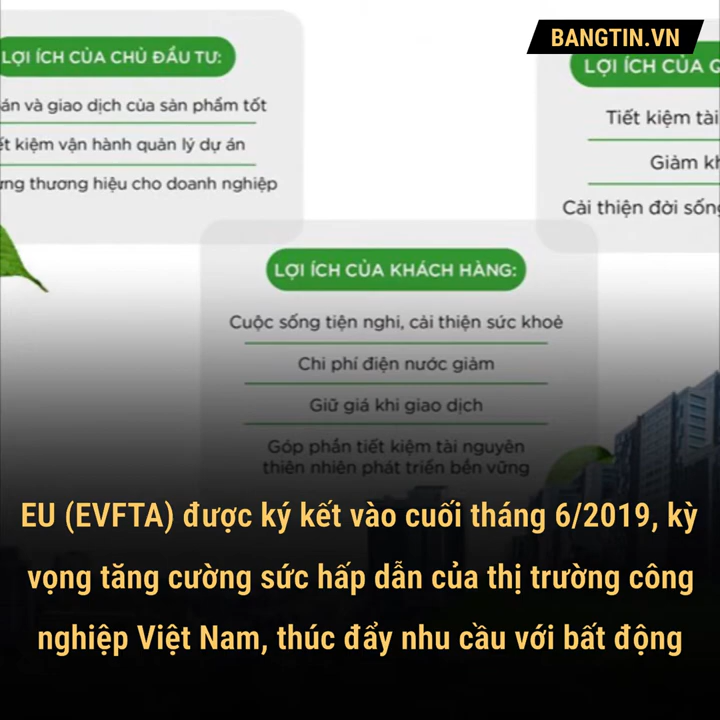 BANGTIN.VN
LỢI ÍCH CỦA CHỦ ĐẦU TƯ:
án và giao dịch của sản phẩm tốt
kiệm vận hành quản lý dự án
thương hiệu cho doanh nghiệp
LỢI ÍCH CỦA
Tiết kiệm tài
Giảm
Cải thiện đời sống
LỢI ÍCH CỦA KHÁCH HÀNG:
Cuộc sống tiện nghi, cải thiện sức khoẻ
Chi phí điện nước giảm
Giữ giá khi giao dịch
Góp phần tiết kiệm tài nguyên
thiên nhiên phát triển bền vững
EU (EVFTA) được ký kết vào cuối tháng 6/2019, kỳ
vọng tăng cường sức hấp dẫn của thị trường công
nghiệp Việt Nam, thúc đẩy nhu cầu với bất động